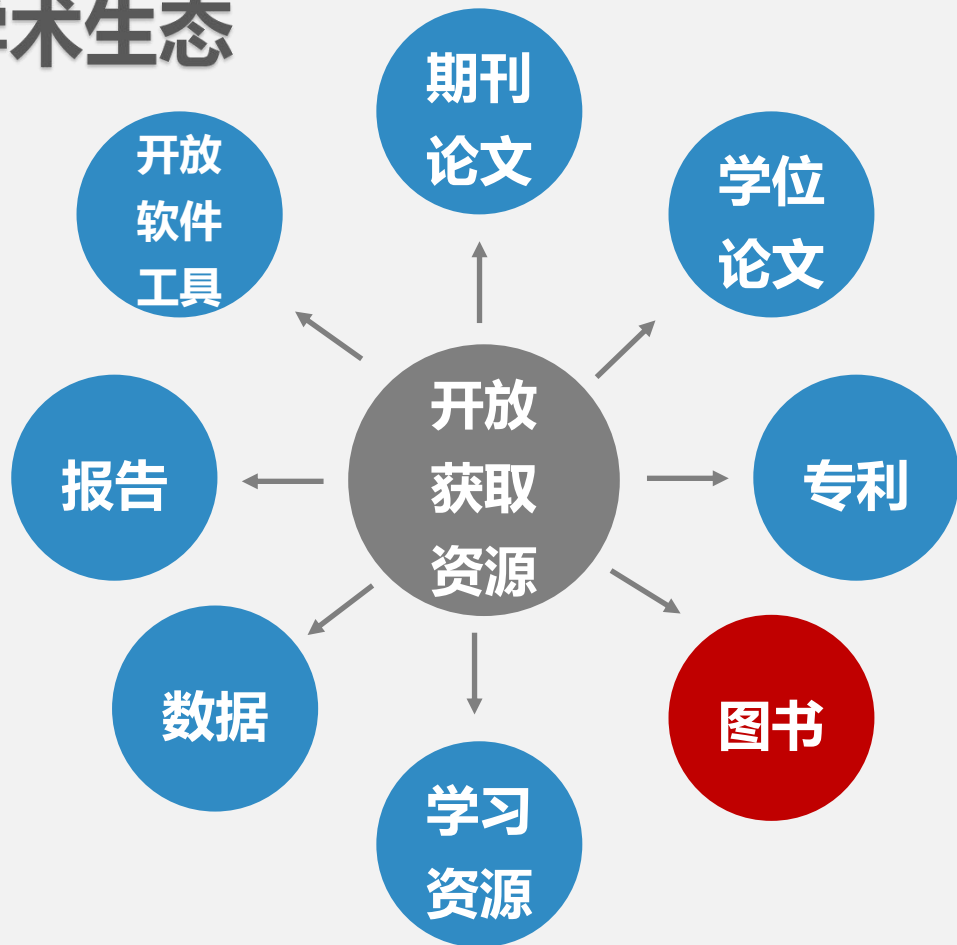 学术生态
期刊
论文
开放
软件
工具
学位
论文
开放
获取
资源
报告
专利
数据
图书
学习
资源